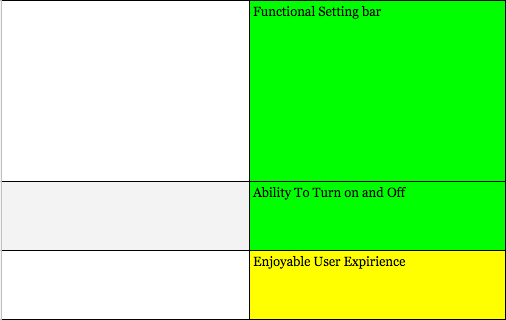 Functional Setting bar
Ability To Turn on and Off
Enjoyable User Expirience